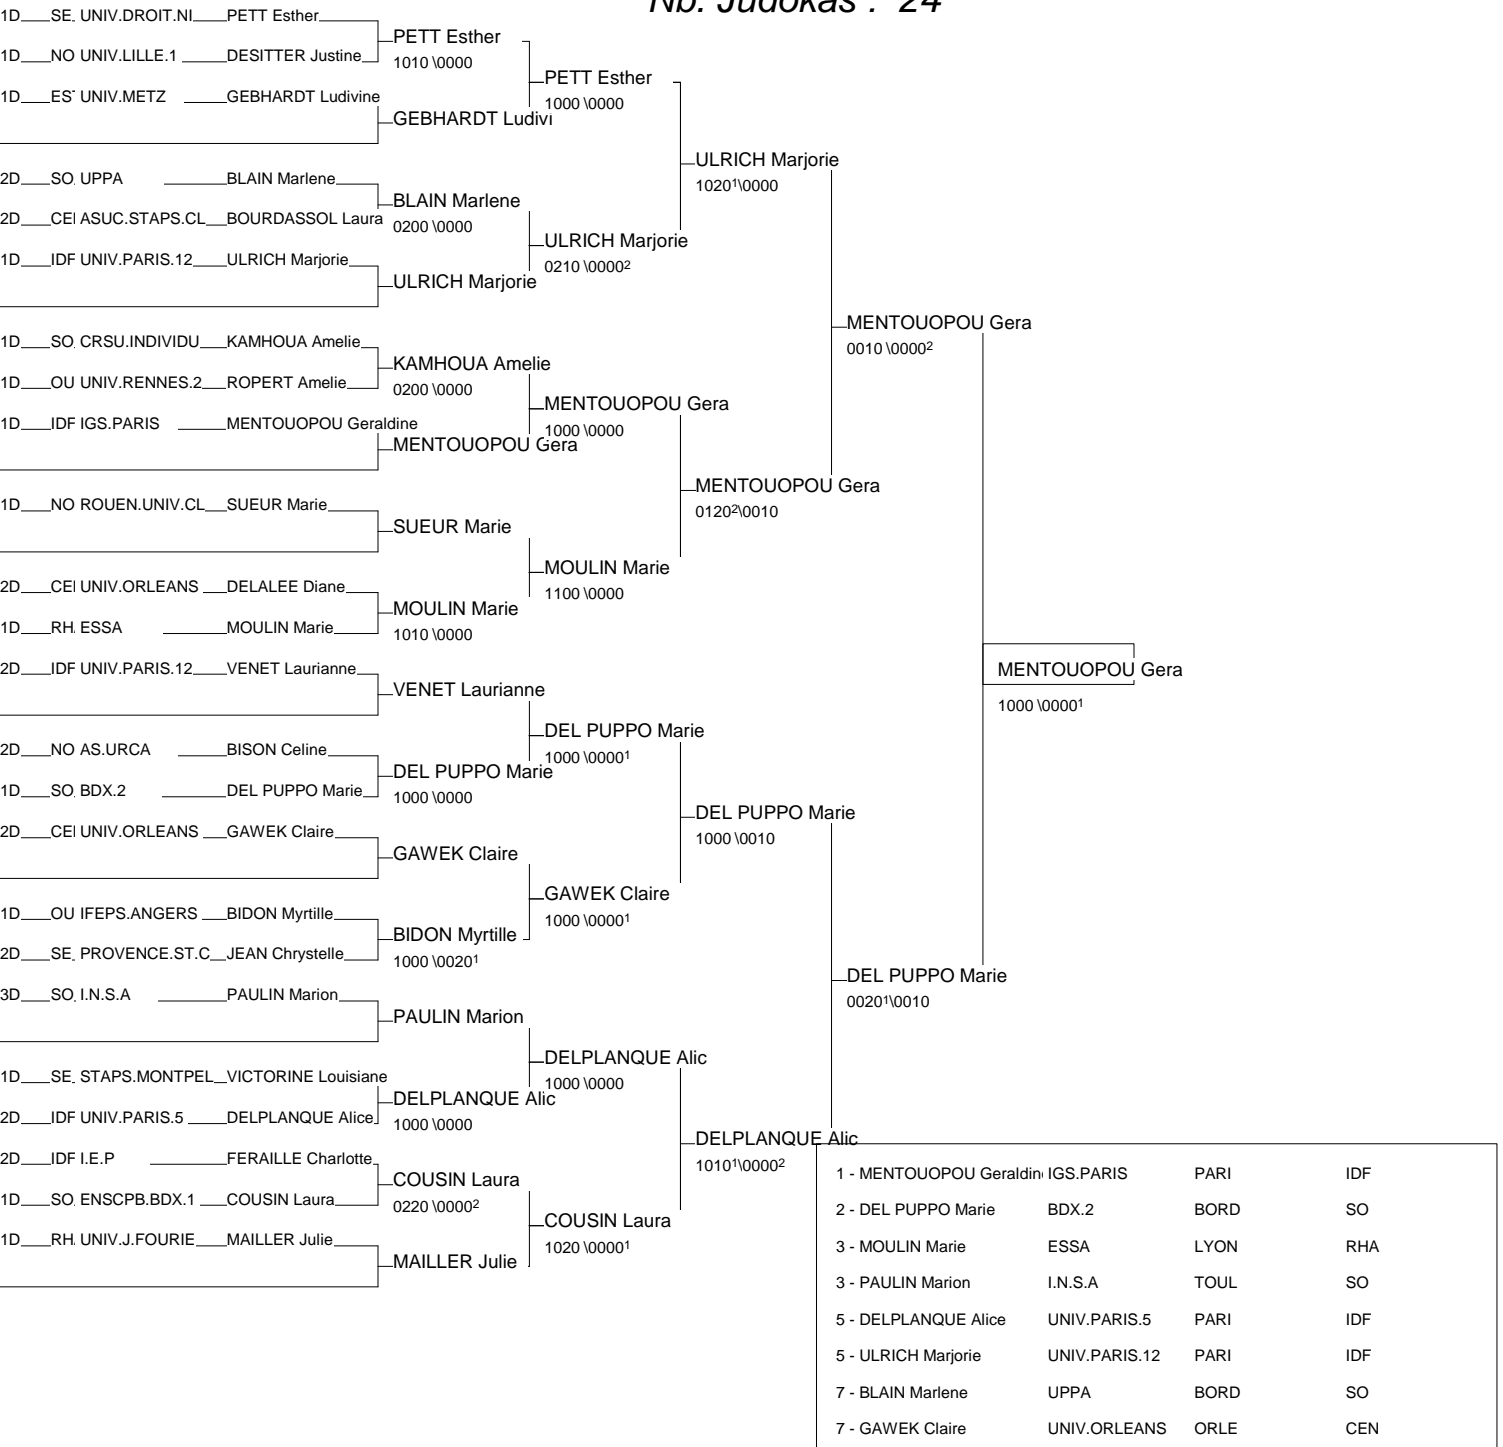 Nb. Judokas : 24
1D SE UNIV.DROIT.NI PETT Esther
PETT Esther
1D NO UNIV.LILLE.1 DESITTER Justine
1010 \0000
PETT Esther
1D EST UNIV.METZ GEBHARDT Ludivine
1000 \0000
GEBHARDT Ludivi
ULRICH Marjorie
2D SO UPPA BLAIN Marlene
1020¹\0000
BLAIN Marlene
2D CEI ASUC.STAPS.CL BOURDASSOL Laura
0200 \0000
ULRICH Marjorie
1D IDF UNIV.PARIS.12 ULRICH Marjorie
0210 \0000²
ULRICH Marjorie
MENTOUOPOU Gera
1D SO CRSU.INDIVIDU KAMHOUA Amelie
0010 \0000²
KAMHOUA Amelie
1D OU UNIV.RENNES.2 ROPERT Amelie
0200 \0000
MENTOUOPOU Gera
1D IDF IGS.PARIS MENTOUOPOU Geraldine
1000 \0000
MENTOUOPOU Gera
MENTOUOPOU Gera
1D NO ROUEN.UNIV.CL SUEUR Marie
0120²\0010
SUEUR Marie
MOULIN Marie
2D CEI UNIV.ORLEANS DELALEE Diane
1100 \0000
MOULIN Marie
1D RH ESSA MOULIN Marie
1010 \0000
2D IDF UNIV.PARIS.12 VENET Laurianne
MENTOUOPOU Gera
VENET Laurianne
1000 \0000¹
DEL PUPPO Marie
2D NO AS.URCA BISON Celine
1000 \0000¹
DEL PUPPO Marie
1D SO BDX.2 DEL PUPPO Marie
1000 \0000
DEL PUPPO Marie
2D CEI UNIV.ORLEANS GAWEK Claire
1000 \0010
GAWEK Claire
GAWEK Claire
1D OU IFEPS.ANGERS BIDON Myrtille
1000 \0000¹
BIDON Myrtille
2D SE PROVENCE.ST.C JEAN Chrystelle
1000 \0020¹
DEL PUPPO Marie
3D SO I.N.S.A PAULIN Marion
0020¹\0010
PAULIN Marion
DELPLANQUE Alic
1D SE STAPS.MONTPEL VICTORINE Louisiane
1000 \0000
DELPLANQUE Alic
2D IDF UNIV.PARIS.5 DELPLANQUE Alice
1000 \0000
DELPLANQUE Alic
2D IDF I.E.P FERAILLE Charlotte
1010¹\0000²
COUSIN Laura
1D SO ENSCPB.BDX.1 COUSIN Laura
0220 \0000²
COUSIN Laura
1D RH UNIV.J.FOURIE MAILLER Julie
1020 \0000¹
MAILLER Julie
1 - MENTOUOPOU Geraldin IGS.PARIS PARI IDF
2 - DEL PUPPO Marie BDX.2 BORD SO
3 - MOULIN Marie ESSA LYON RHA
3 - PAULIN Marion I.N.S.A TOUL SO
5 - DELPLANQUE Alice UNIV.PARIS.5 PARI IDF
5 - ULRICH Marjorie UNIV.PARIS.12 PARI IDF
7 - BLAIN Marlene UPPA BORD SO
7 - GAWEK Claire UNIV.ORLEANS ORLE CEN